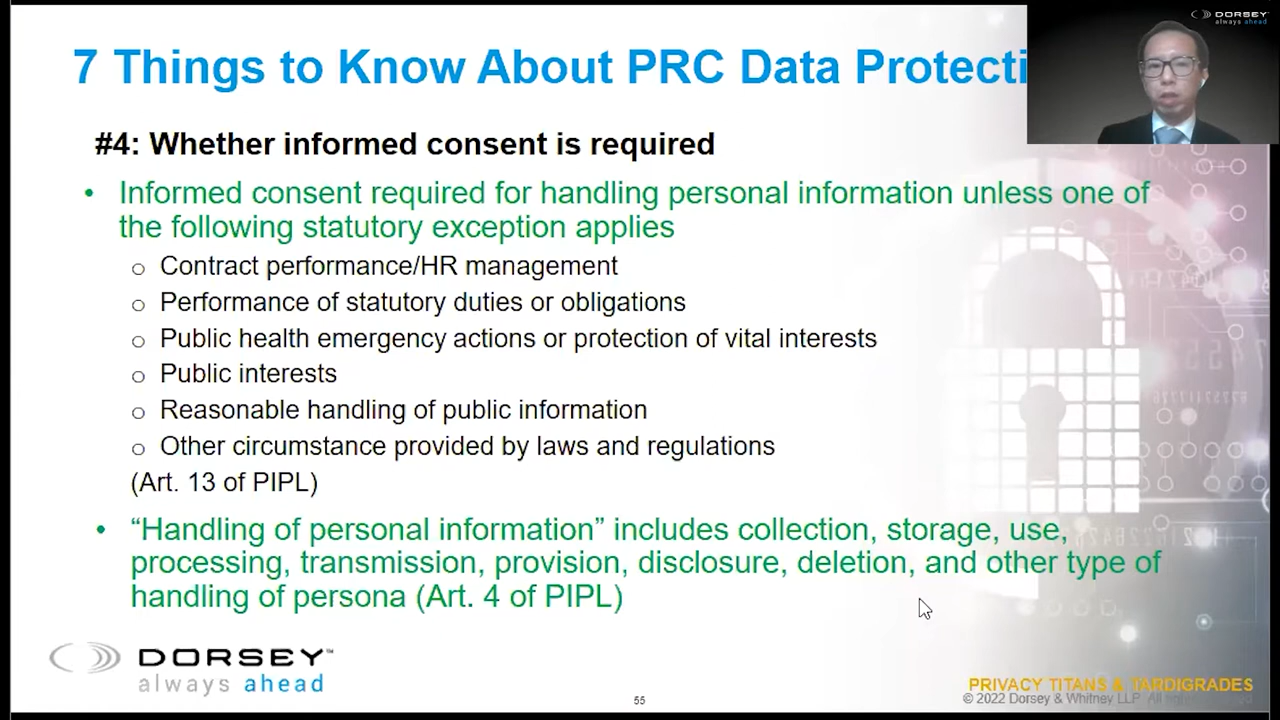 7 Things to Know About PRC Data Protecti
DORSEY
always ahead
#4: Whether informed consent is required
• Informed consent required for handling personal information unless one of
the following statutory exception applies
o Contract performance/HR management
o Performance of statutory duties or obligations
o Public health emergency actions or protection of vital interests
o Public interests
o Reasonable handling of public information
o Other circumstance provided by laws and regulations
(Art. 13 of PIPL)
• “Handling of personal information” includes collection, storage, use,
processing, transmission, provision, disclosure, deletion, and other type of
handling of persona (Art. 4 of PIPL)
DORSEY™
always ahead
55
PRIVACY TITANS & TARDIGRADES
© 2022 Dorsey & Whitney LLP. All rights